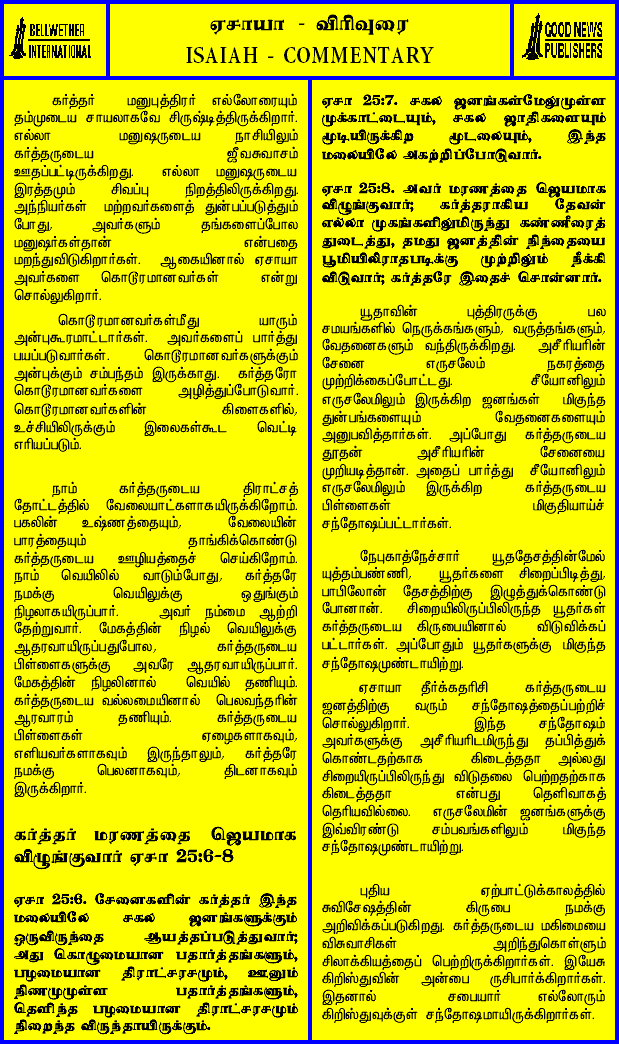 BELLWETHER
INTERNATIONAL
ஏசாயா - விரிவுரை
ISAIAH - COMMENTARY
GOOD NEWS
PUBLISHERS
கர்த்தர் மனுபுத்திரர் எல்லோரையும்
தம்முடைய சாயலாகவே சிருஷ்டித்திருக்கிறார்.
எல்லா மனுஷருடைய நாசியிலும்
கர்த்தருடைய ஜீவசுவாசம்
ஊதப்பட்டிருக்கிறது. எல்லா மனுஷருடைய
இரத்தமும் சிவப்பு நிறத்திலிருக்கிறது.
அந்நியர்கள் மற்றவர்களைத் துன்பப்படுத்தும்
போது, அவர்களும் தங்களைப்போல
மனுஷர்கள்தான் என்பதை
மறந்துவிடுகிறார்கள். ஆகையினால் ஏசாயா
அவர்களை கொடூரமானவர்கள் என்று
சொல்லுகிறார்.
கொடூரமானவர்கள்மீது யாரும்
அன்புகூரமாட்டார்கள். அவர்களைப் பார்த்து
பயப்படுவார்கள். கொடூரமானவர்களுக்கும்
அன்புக்கும் சம்பந்தம் இருக்காது. கர்த்தரோ
கொடூரமானவர்களை அழித்துப்போடுவார்.
கொடூரமானவர்களின் கிளைகளில்,
உச்சியிலிருக்கும் இலைகள்கூட வெட்டி
எரியப்படும்.
நாம் கர்த்தருடைய திராட்சத்
தோட்டத்தில் வேலையாட்களாகயிருக்கிறோம்.
பகலின் உஷ்ணத்தையும், வேலையின்
பாரத்தையும் தாங்கிக்கொண்டு
கர்த்தருடைய ஊழியத்தைச் செய்கிறோம்.
நாம் வெயிலில் வாடும்போது, கர்த்தரே
நமக்கு வெயிலுக்கு ஒதுங்கும்
நிழலாகயிருப்பார். அவர் நம்மை ஆற்றி
தேற்றுவார். மேகத்தின் நிழல் வெயிலுக்கு
ஆதரவாயிருப்பதுபோல, கர்த்தருடைய
பிள்ளைகளுக்கு அவரே ஆதரவாயிருப்பார்.
மேகத்தின் நிழலினால் வெயில் தணியும்.
கர்த்தருடைய வல்லமையினால் பெலவந்தரின்
ஆரவாரம் தணியும். கர்த்தருடைய
பிள்ளைகள் ஏழைகளாகவும்,
எளியவர்களாகவும் இருந்தாலும், கர்த்தரே
நமக்கு பெலனாகவும், திடனாகவும்
இருக்கிறார்.
கர்த்தர் மரணத்தை ஜெயமாக
விழுங்குவார் ஏசா 25:6-8
ஏசா 25:6. சேனைகளின் கர்த்தர் இந்த
மலையிலே சகல ஜனங்களுக்கும்
ஒருவிருந்தை ஆயத்தப்படுத்துவார்;
அது கொழுமையான பதார்த்தங்களும்,
பழமையான திராட்சரசமும், ஊனும்
நிணமுமுள்ள பதார்த்தங்களும்,
தெளிந்த பழமையான திராட்சரசமும்
நிறைந்த விருந்தாயிருக்கும்.
ஏசா 25:7. சகல ஜனங்கள்மேலுமுள்ள
முக்காட்டையும், சகல ஜாதிகளையும்
மூடியிருக்கிற மூடலையும், இந்த
மலையிலே அகற்றிப்போடுவார்.
ஏசா 25:8. அவர் மரணத்தை ஜெயமாக
விழுங்குவார்; கர்த்தராகிய தேவன்
எல்லா முகங்களிலுமிருந்து கண்ணீரைத்
துடைத்து, தமது ஜனத்தின் நிந்தையை
பூமியிலிராதபடிக்கு முற்றிலும் நீக்கி
விடுவார்; கர்த்தரே இதைச் சொன்னார்.
யூதாவின் புத்திரருக்கு பல
சமயங்களில் நெருக்கங்களும், வருத்தங்களும்,
வேதனைகளும் வந்திருக்கிறது. அசீரியரின்
சேனை எருசலேம் நகரத்தை
முற்றிக்கைப்போட்டது. சீயோனிலும்
எருசலேமிலும் இருக்கிற ஜனங்கள் மிகுந்த
துன்பங்களையும் வேதனைகளையும்
அனுபவித்தார்கள். அப்போது கர்த்தருடைய
தூதன் அசீரியரின் சேனையை
முறியடித்தான். அதைப் பார்த்து சீயோனிலும்
எருசலேமிலும் இருக்கிற கர்த்தருடைய
பிள்ளைகள் மிகுதியாய்ச்
சந்தோஷப்பட்டார்கள்.
நேபுகாத்நேச்சார் யூததேசத்தின்மேல்
யுத்தம்பண்ணி, யூதர்களை சிறைப்பிடித்து,
பாபிலோன் தேசத்திற்கு இழுத்துக்கொண்டு
போனான். சிறையிலிருப்பிலிருந்த யூதர்கள்
கர்த்தருடைய கிருபையினால் விடுவிக்கப்
பட்டார்கள். அப்போதும் யூதர்களுக்கு மிகுந்த
சந்தோஷமுண்டாயிற்று.
ஏசாயா தீர்க்கதரிசி கர்த்தருடைய
ஜனத்திற்கு வரும் சந்தோஷத்தைப்பற்றிச்
சொல்லுகிறார். இந்த சந்தோஷம்
அவர்களுக்கு அசீரியரிடமிருந்து தப்பித்துக்
கொண்டதற்காக கிடைத்ததா அல்லது
சிறையிருப்பிலிருந்து விடுதலை பெற்றதற்காக
கிடைத்ததா என்பது தெளிவாகத்
தெரியவில்லை. எருசலேமின் ஜனங்களுக்கு
இவ்விரண்டு சம்பவங்களிலும் மிகுந்த
சந்தோஷமுண்டாயிற்று.
புதிய ஏற்பாட்டுக்காலத்தில்
சுவிசேஷத்தின் கிருபை நமக்கு
அறிவிக்கப்படுகிறது. கர்த்தருடைய மகிமையை
விசுவாசிகள் அறிந்துகொள்ளும்
சிலாக்கியத்தைப் பெற்றிருக்கிறார்கள். இயேசு
கிறிஸ்துவின் அன்பை ருசிபார்க்கிறார்கள்.
இதனால் சபையார் எல்லோரும்
கிறிஸ்துவுக்குள் சந்தோஷமாயிருக்கிறார்கள்.